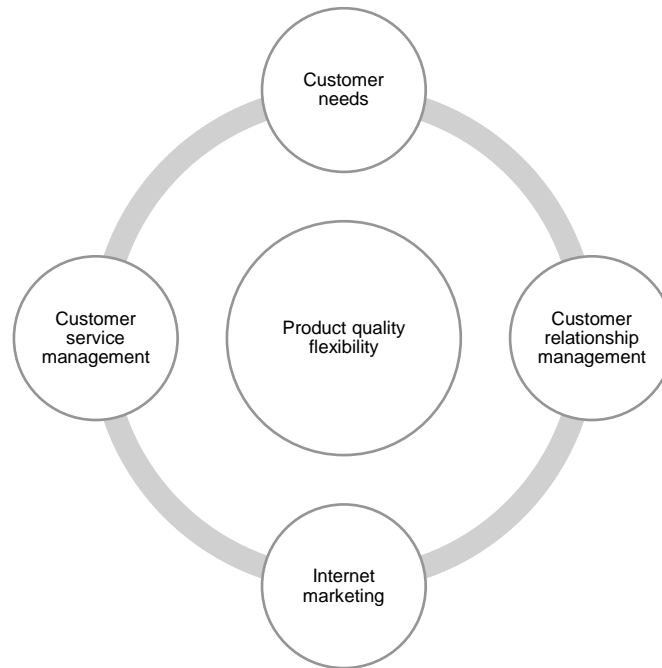 Customer
needs
Customer
service
management
Product quality
flexibility
Customer
relationship
management
Internet
marketing